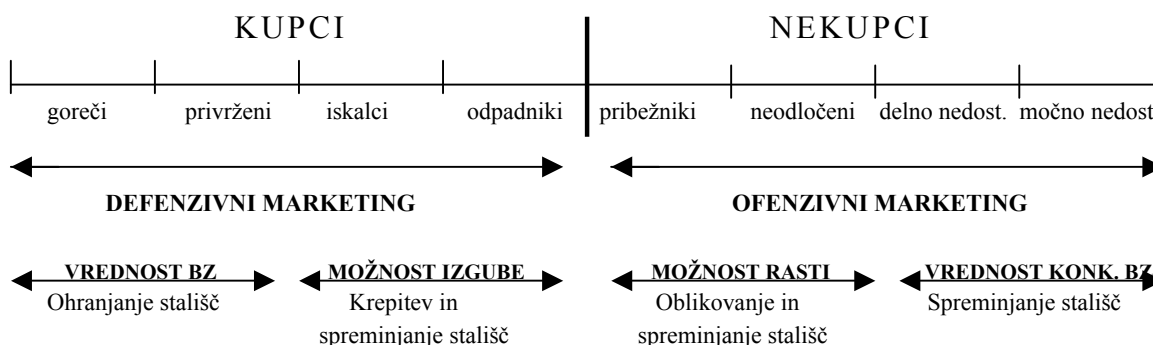 KUPCI NEKUPCI
goreči privrženi iskalci odpadniki pribežniki neodločeni delno nedost. močno nedost
DEFENZIVNI MARKETING OFENZIVNI MARKETING
VREDNOST BZ MOŽNOST IZGUBE MOŽNOST RASTI VREDNOST KONK. BZ
Ohranjanje stališč Krepitev in Oblikovanje in Spreminjanje stališč
spreminjanje stališč spreminjanje stališč